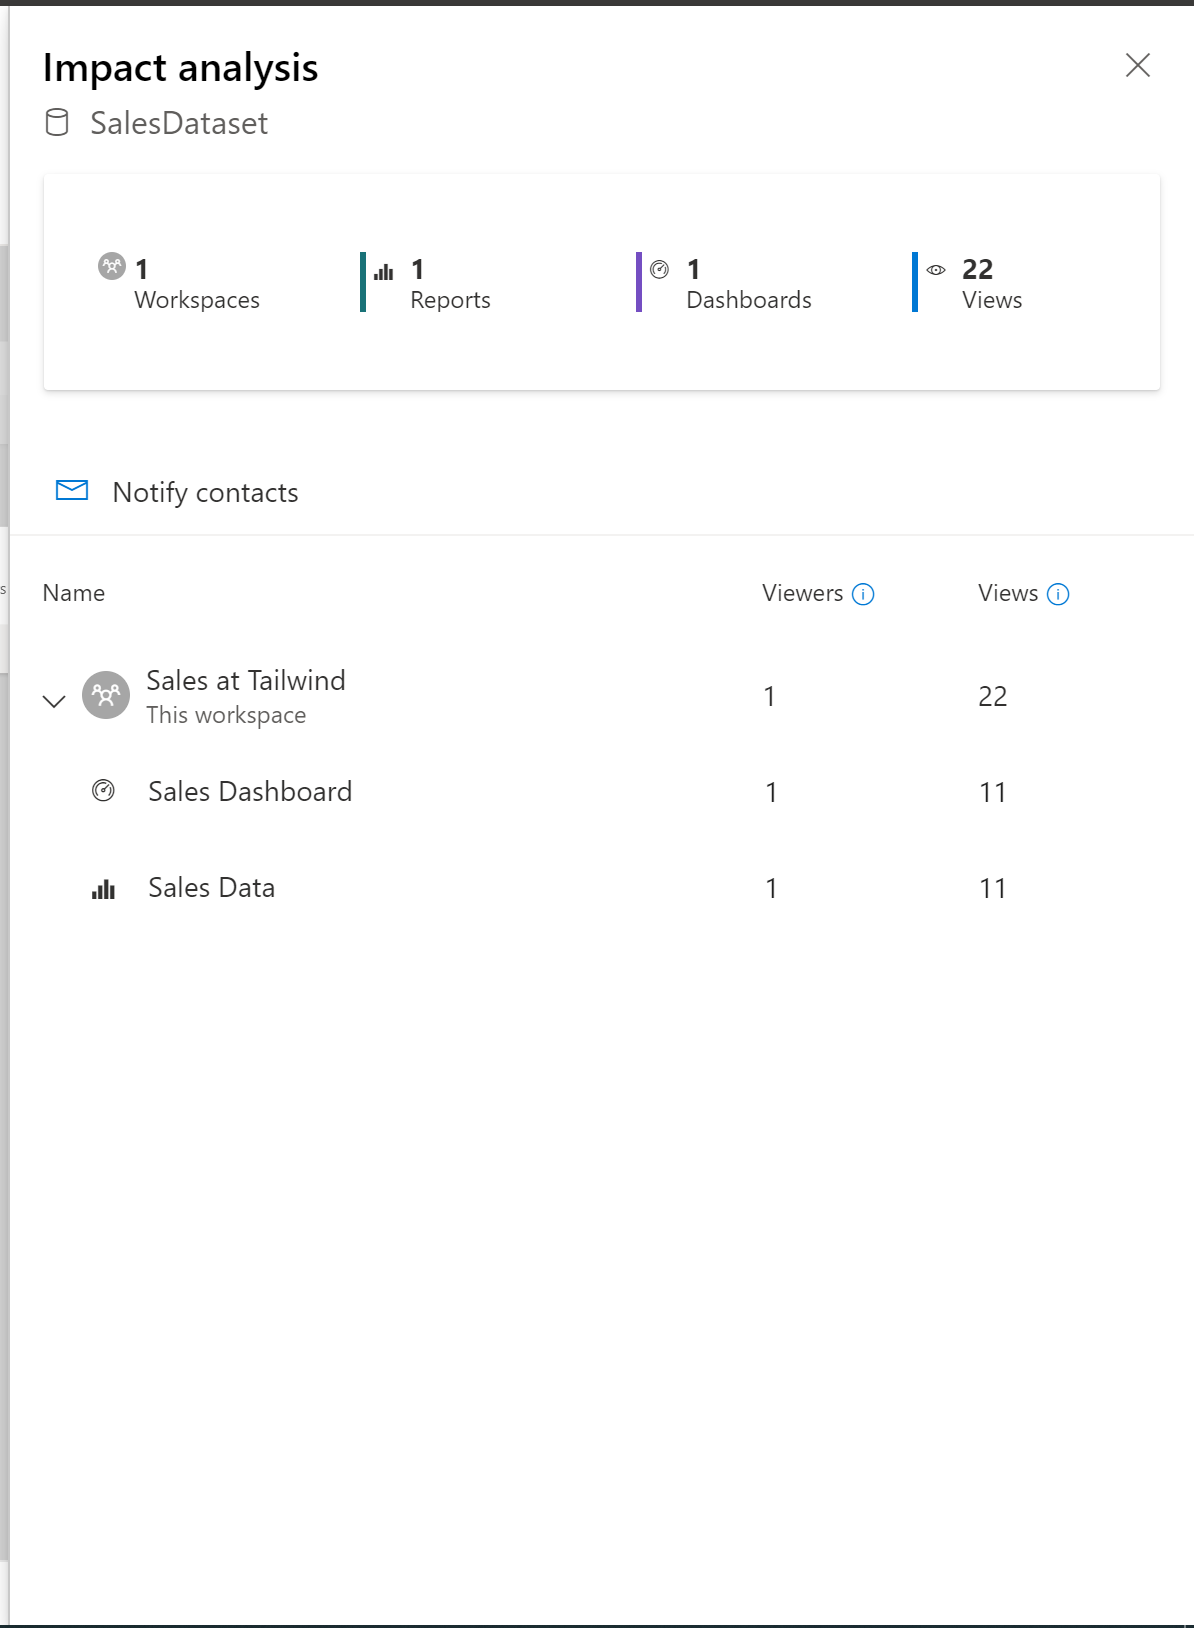 Impact analysis
SalesDataset
1
Workspaces
1
Reports
1
Dashboards
22
Views
Notify contacts
s
Name Viewers Views
Sales at Tailwind 1 22
This workspace
Sales Dashboard 1 11
Sales Data 1 11